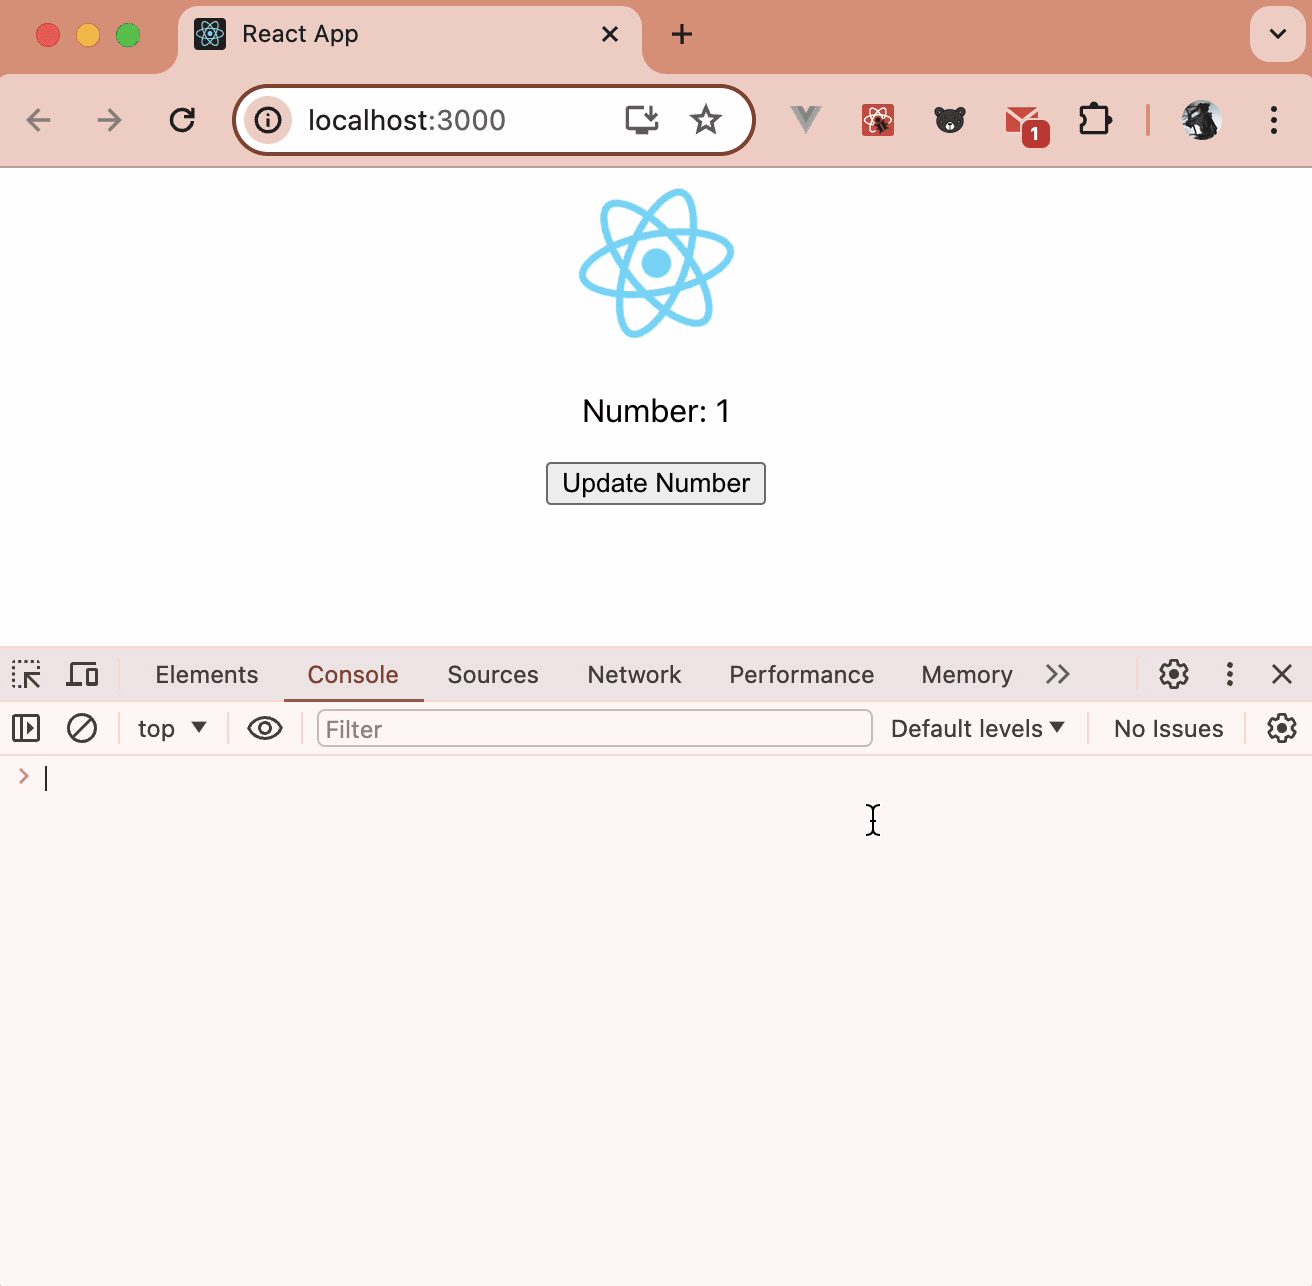 React App
localhost:3000
1
Number: 1
Update Number
Elements Console Sources Network Performance Memory
top Filter Default levels No Issues